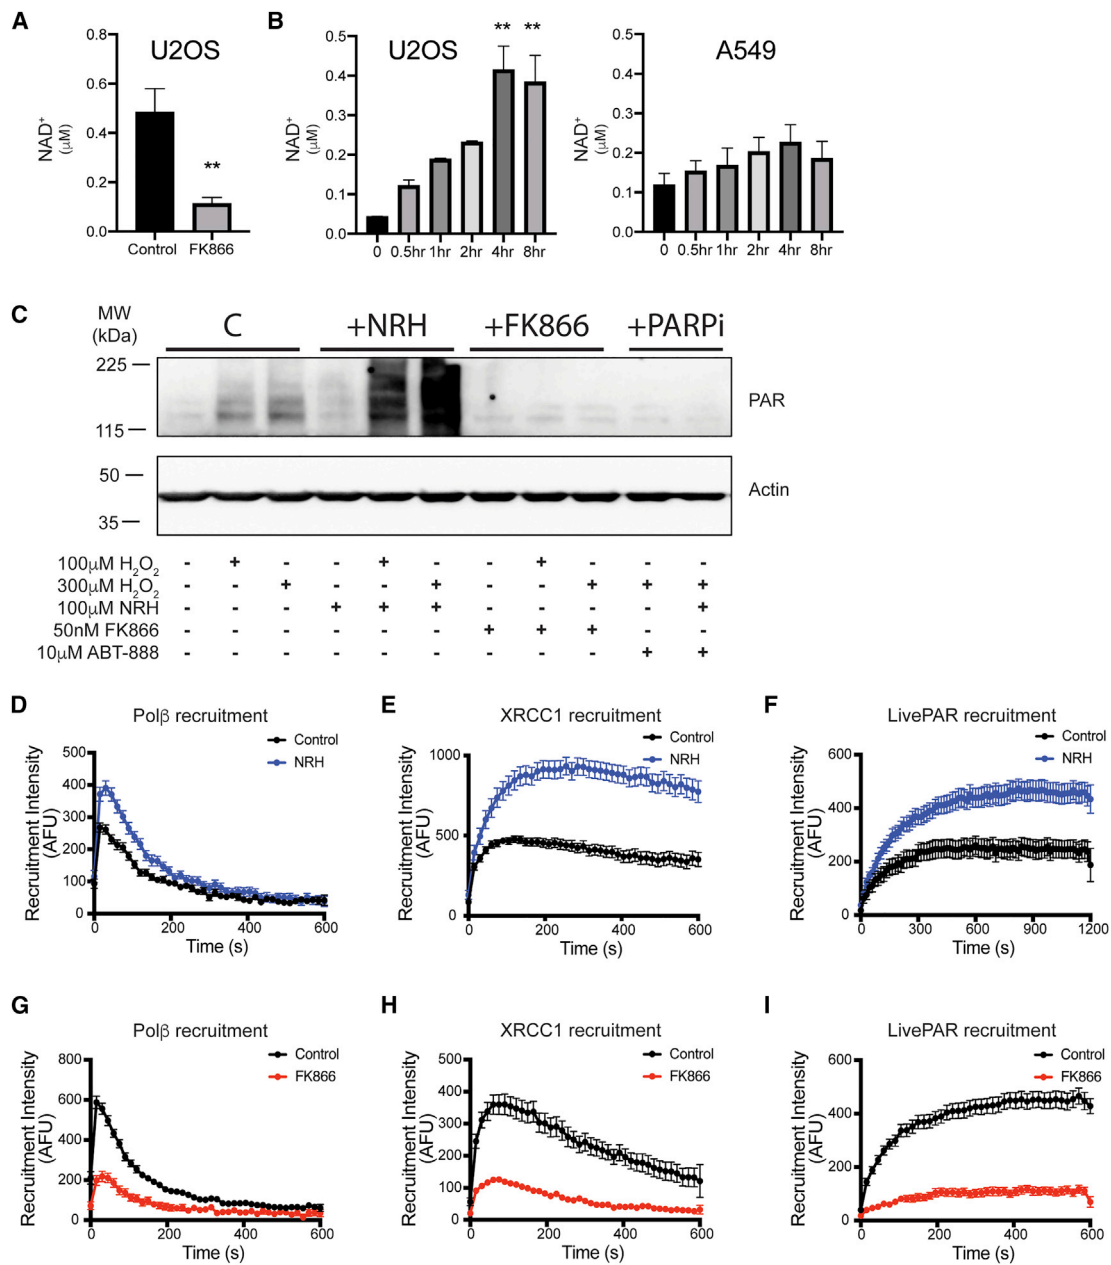 A
U2OS
NAD+
(μM)
0.8
0.6
0.4
0.2
0.0
**
Control FK866
B
U2OS
NAD+
(μM)
0.5
0.4
0.3
0.2
0.1
0.0
** **
0 0.5hr 1hr 2hr 4hr 8hr
A549
NAD+
(μM)
0.5
0.4
0.3
0.2
0.1
0.0
0 0.5hr 1hr 2hr 4hr 8hr
C
MW
(kDa)
C +NRH +FK866 +PARPi
225
115
PAR
50
35
Actin
100μM H2O2 - + - - + - - + - - -
300μM H2O2 - - + - - + - - + + +
100μM NRH - - - + + + - - - - +
50nM FK866 - - - - - - + + + - -
10μM ABT-888 - - - - - - - - - + +
D
Polβ recruitment
Control
NRH
Recruitment Intensity
(AFU)
500
400
300
200
100
0
0 200 400 600
Time (s)
E
XRCC1 recruitment
Control
NRH
Recruitment Intensity
(AFU)
1000
500
0
0 200 400 600
Time (s)
F
LivePAR recruitment
Control
NRH
Recruitment Intensity
(AFU)
600
400
200
0
0 300 600 900 1200
Time (s)
G
Polβ recruitment
Control
FK866
Recruitment Intensity
(AFU)
800
600
400
200
0
0 200 400 600
Time (s)
H
XRCC1 recruitment
Control
FK866
Recruitment Intensity
(AFU)
500
400
300
200
100
0
0 200 400 600
Time (s)
I
LivePAR recruitment
Control
FK866
Recruitment Intensity
(AFU)
600
400
200
0
0 200 400 600
Time (s)